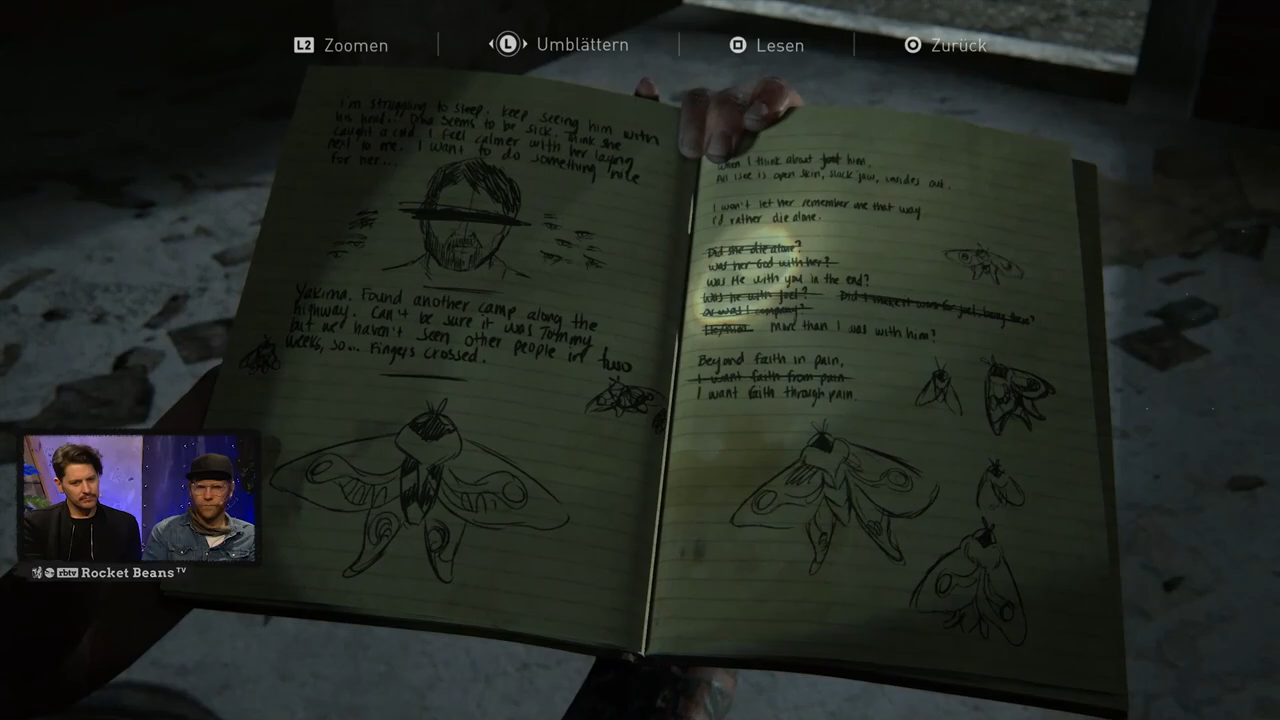 L2 Zoomen
L Umblättern
Lesen
Zurück
i'm struggling to sleep. Keep seeing him with
his head... Dina seems to be sick. Think she
caught a cold. I feel calmer with her laying
next to me. I want to do something nice
for her...
Yakima. Found another camp along the
highway. Can't be sure it was Tommy,
but we haven't seen other people in two
weeks, so... Fingers crossed.
When I think about him,
All I see is open skin, slack jaw, insides out.
I won't let her remember me that way
I'd rather die alone.
Did she die alone?
Was her God with her?
was He with you in the end?
Was he with Joel?
or was I company?
More than I was with him?
Beyond faith in pain,
I want faith from pain
I want faith through pain.
rbtv Rocket Beans TV